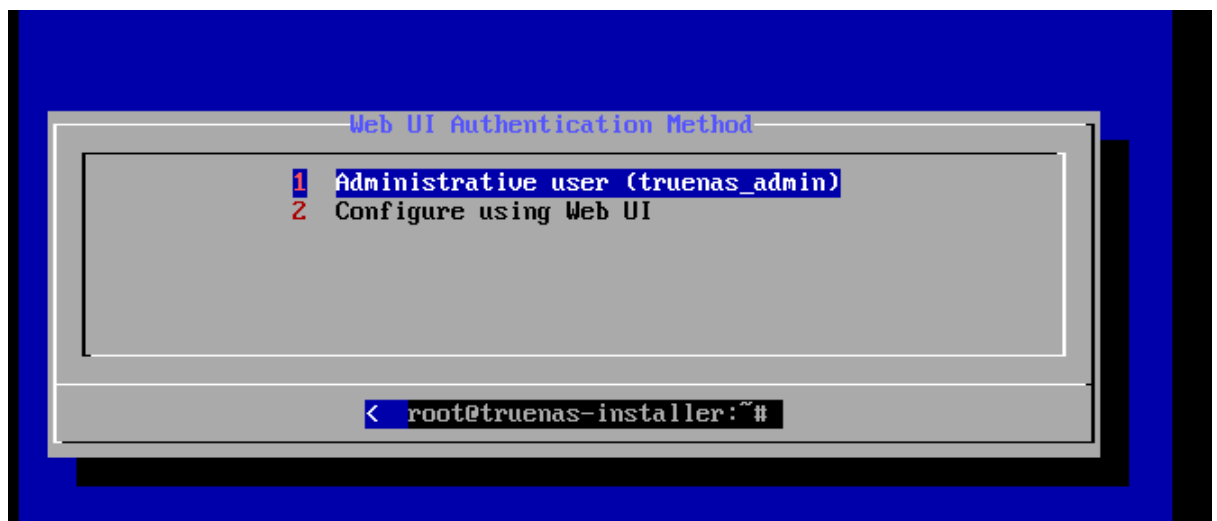 Web UI Authentication Method
1 Administrative user (truenas_admin)
2 Configure using Web UI
< root@truenas-installer:~#